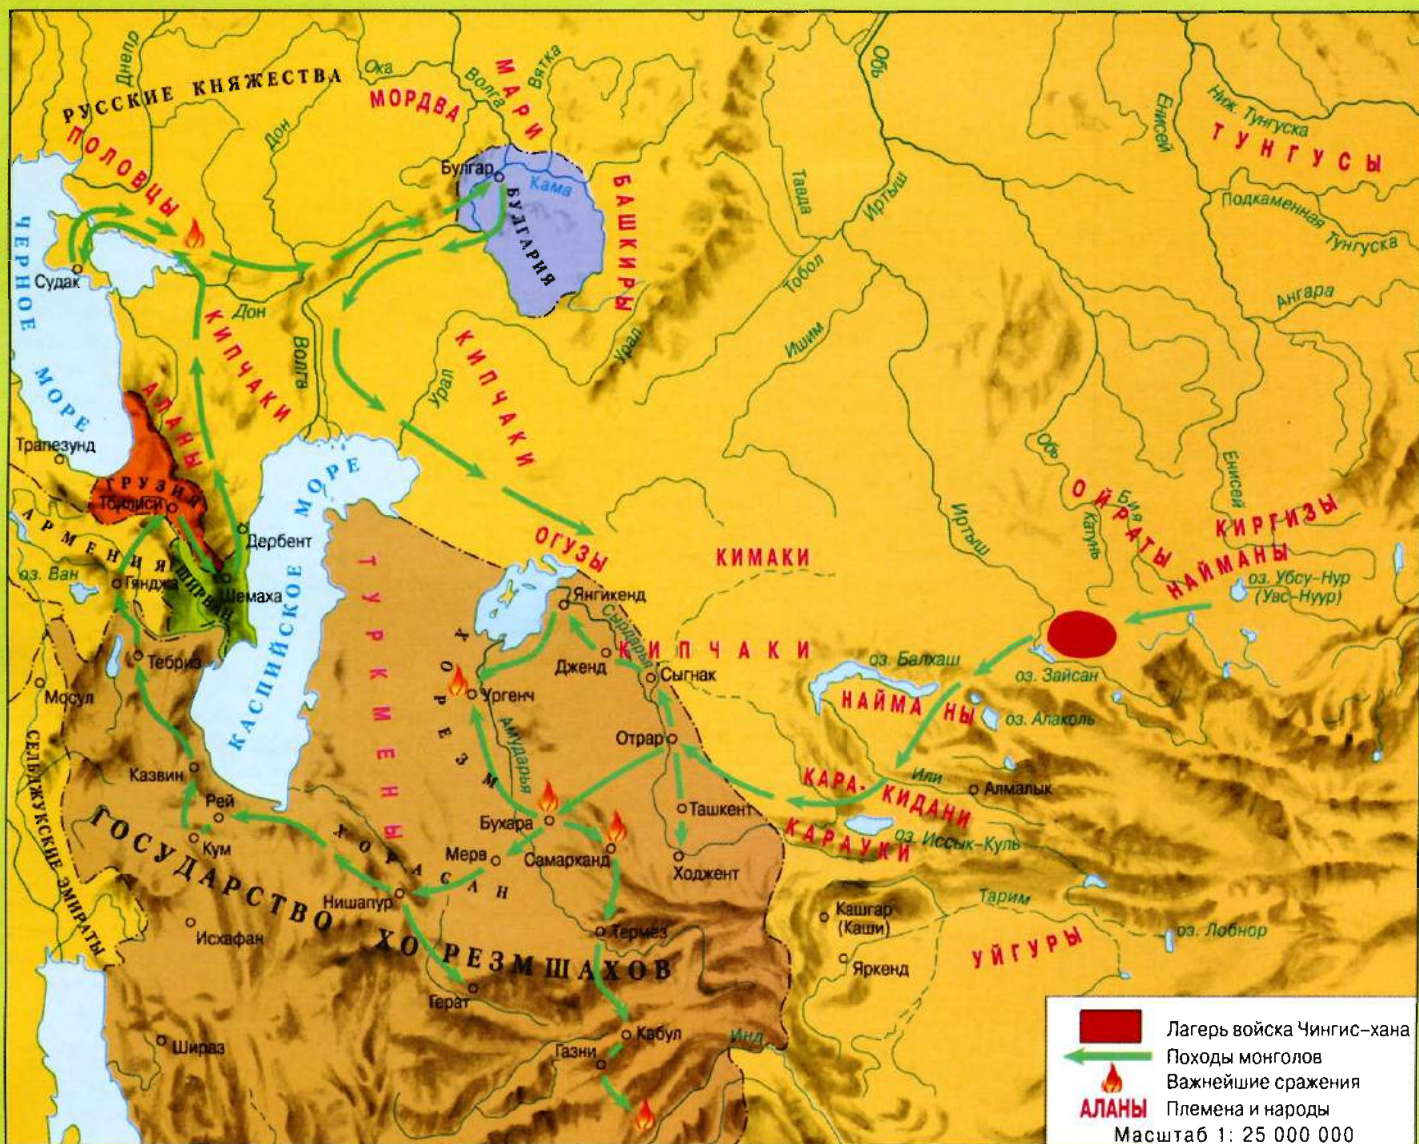 Днепр
РУССКИЕ КНЯЖЕСТВА
Ока
Волга
Вятка
МАРИ
МОРДВА
ПОЛОВЦЫ
Дон
Обь
Енисей
Ниж. Тунгуска
ТУНГУСЫ
Булгар
Кама
БУЛГАРИЯ
БАШКИРЫ
Тавда
Иртыш
Подкаменная Тунгуска
ЧЕРНОЕ МОРЕ
Судак
Тобол
Ангара
Дон
КИПЧАКИ
Волга
Урал
КИПЧАКИ
Урал
Ишим
АЛАНЫ
Трапезунд
ГРУЗИЯ
Тбилиси
АРМЕНИЯ
ШИРВАН
Дербент
оз. Ван
Гянджа
Шемаха
КАСПИЙСКОЕ МОРЕ
ТУРКМЕНЫ
ОГУЗЫ
КИМАКИ
Иртыш
Обь
ОЙРАТЫ
Бия
Катунь
Енисей
КИРГИЗЫ
НАЙМАНЫ
оз. Убсу-Нур
(Увс-Нуур)
Янгикенд
Сырдарья
ХОРЕЗМ
Дженд
КИПЧАКИ
Сыгнак
оз. Балхаш
оз. Зайсан
Тебриз
Мосул
Ургенч
НАЙМАНЫ
оз. Алаколь
СЕЛЬДЖУКСКИЕ ЭМИРАТЫ
Амударья
Отрар
Казвин
Или
Алмалык
КАРА-КИДАНИ
Рей
Бухара
Ташкент
КАРАУКИ
оз. Иссык-Куль
ГОСУДАРСТВО ХОРЕЗМШАХОВ
Кум
ХОРАСАН
Мерв
Самарканд
Ходжент
Нишапур
Тарим
Исхафан
Кашгар
(Каши)
Термез
оз. Лобнор
УЙГУРЫ
Яркенд
Герат
Шираз
Кабул
Газни
Инд
Лагерь войска Чингис-хана
Походы монголов
Важнейшие сражения
АЛАНЫ Племена и народы
Масштаб 1: 25 000 000